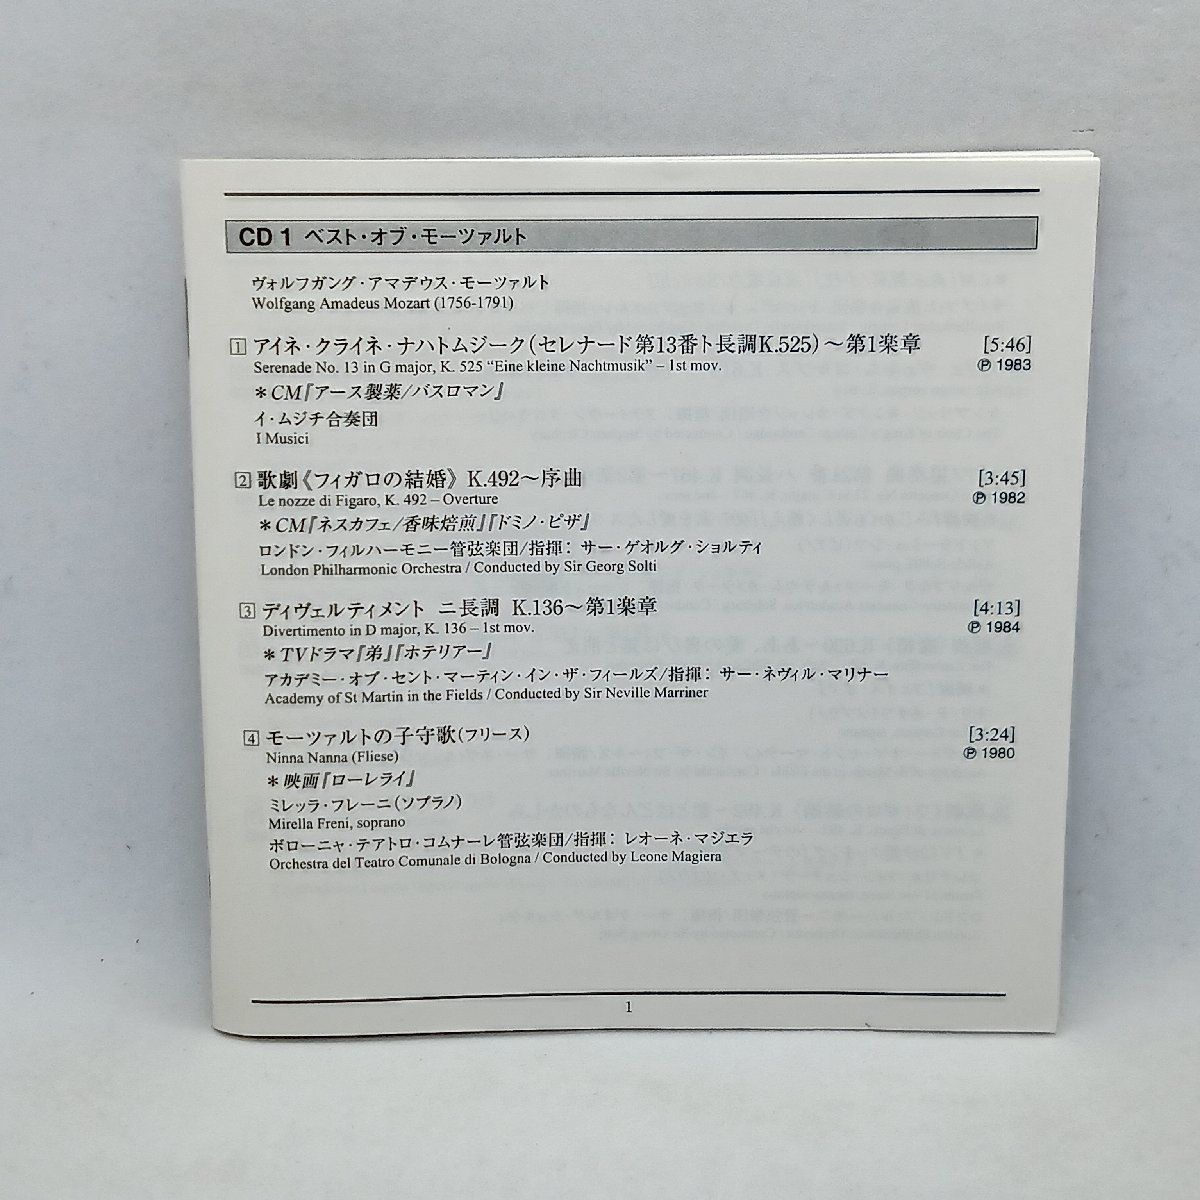 CD 1 ベスト・オブ・モーツァルト
ヴォルフガング・アマデウス・モーツァルト
Wolfgang Amadeus Mozart (1756-1791)
1 アイネ・クライネ・ナハトムジーク(セレナード第13番ト長調K.525)〜第1楽章 [5:46]
Serenade No. 13 in G major, K. 525 “Eine kleine Nachtmusik” – 1st mov. ℗ 1983
＊CM『アース製薬/バスロマン』
イ・ムジチ合奏団
I Musici
2 歌劇《フィガロの結婚》 K.492〜序曲 [3:45]
Le nozze di Figaro, K. 492 – Overture ℗ 1982
＊CM『ネスカフェ/香味焙煎』『ドミノ・ピザ』
ロンドン・フィルハーモニー管弦楽団/指揮： サー・ゲオルグ・ショルティ
London Philharmonic Orchestra / Conducted by Sir Georg Solti
3 ディヴェルティメント ニ長調 K.136〜第1楽章 [4:13]
Divertimento in D major, K. 136 – 1st mov. ℗ 1984
＊TVドラマ『弟』『ホテリアー』
アカデミー・オブ・セント・マーティン・イン・ザ・フィールズ/指揮： サー・ネヴィル・マリナー
Academy of St Martin in the Fields / Conducted by Sir Neville Marriner
4 モーツァルトの子守歌(フリース) [3:24]
Ninna Nanna (Fliese) ℗ 1980
＊映画『ローレライ』
ミレッラ・フレーニ(ソプラノ)
Mirella Freni, soprano
ボローニャ・テアトロ・コムナーレ管弦楽団/指揮： レオーネ・マジエラ
Orchestra del Teatro Comunale di Bologna / Conducted by Leone Magiera
1